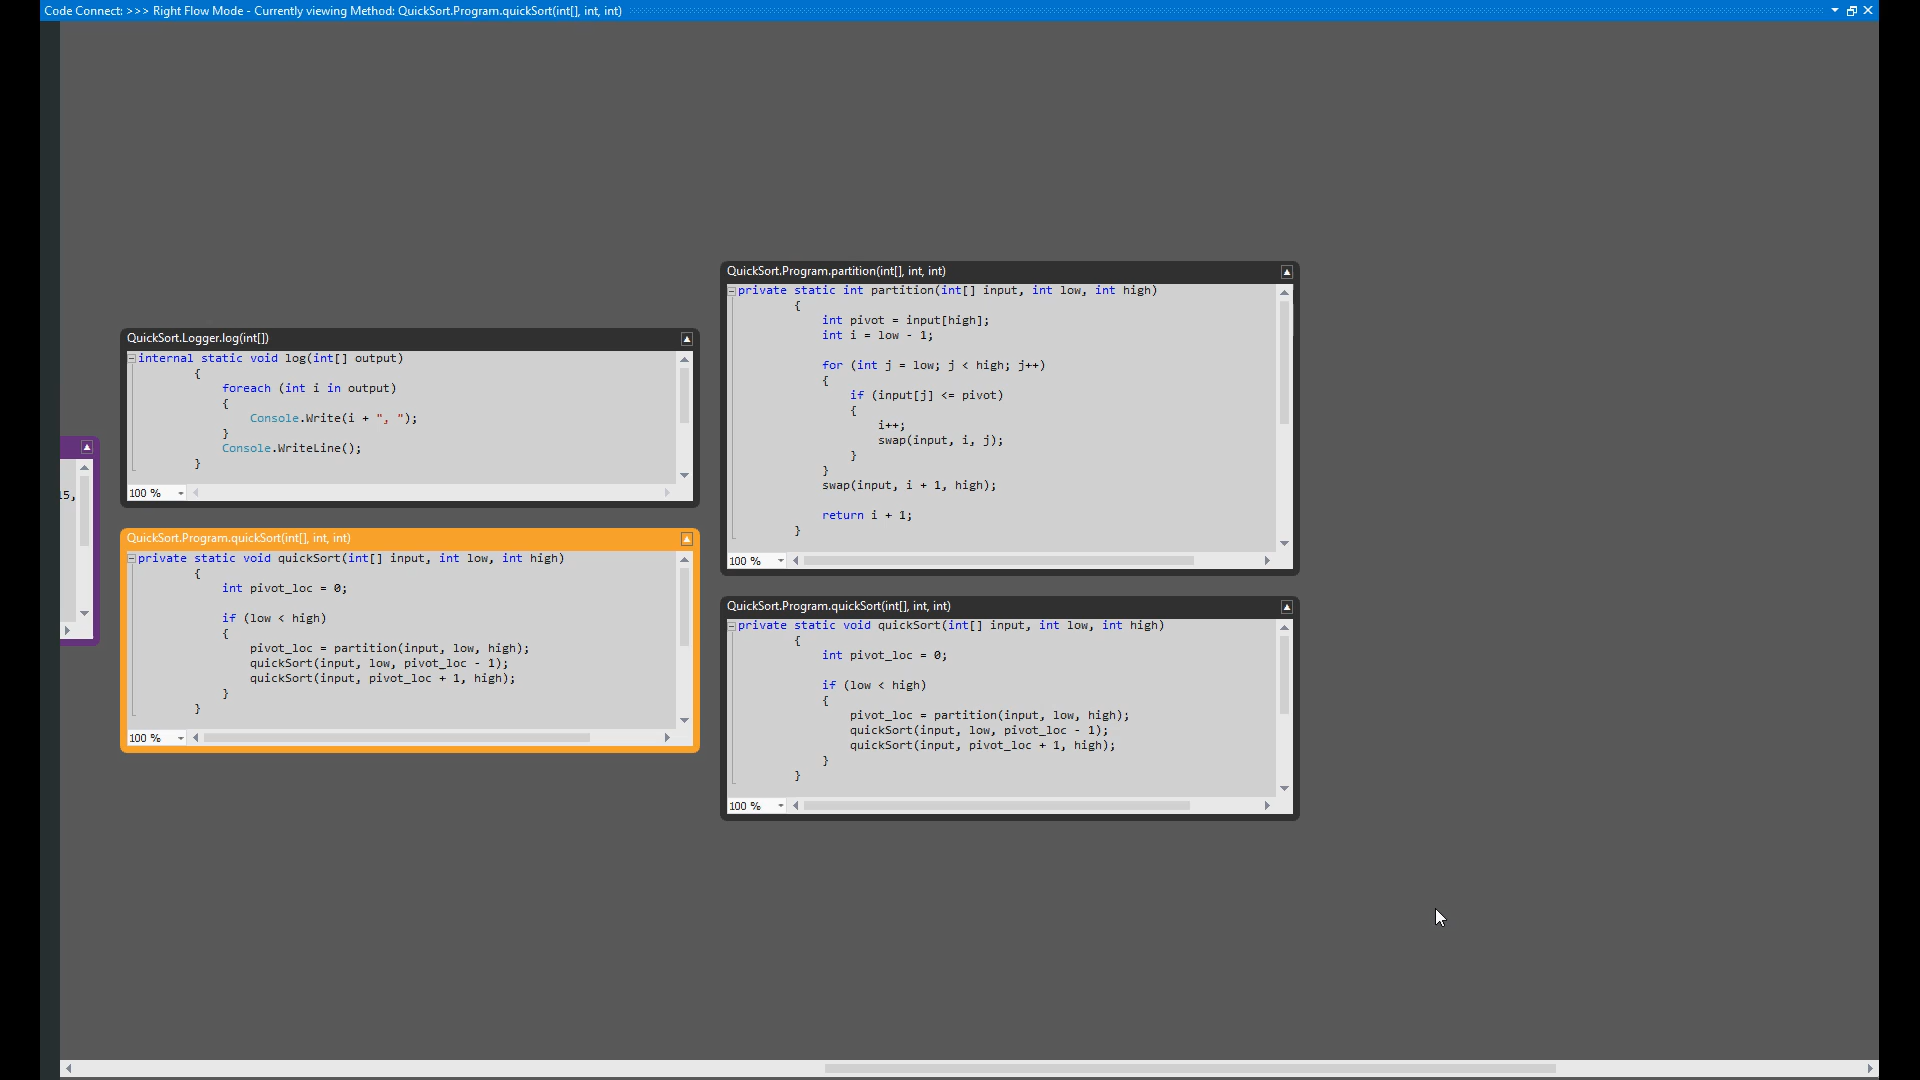 Code Connect: >>> Right Flow Mode - Currently viewing Method: QuickSort.Program.quickSort(int[], int, int)
15,
QuickSort.Logger.log(int[])
internal static void log(int[] output)
{
foreach (int i in output)
{
Console.Write(i + ", ");
}
Console.WriteLine();
}
100 %
QuickSort.Program.quickSort(int[], int, int)
private static void quickSort(int[] input, int low, int high)
{
int pivot_loc = 0;
if (low < high)
{
pivot_loc = partition(input, low, high);
quickSort(input, low, pivot_loc - 1);
quickSort(input, pivot_loc + 1, high);
}
}
100 %
QuickSort.Program.partition(int[], int, int)
private static int partition(int[] input, int low, int high)
{
int pivot = input[high];
int i = low - 1;
for (int j = low; j < high; j++)
{
if (input[j] <= pivot)
{
i++;
swap(input, i, j);
}
}
swap(input, i + 1, high);
return i + 1;
}
100 %
QuickSort.Program.quickSort(int[], int, int)
private static void quickSort(int[] input, int low, int high)
{
int pivot_loc = 0;
if (low < high)
{
pivot_loc = partition(input, low, high);
quickSort(input, low, pivot_loc - 1);
quickSort(input, pivot_loc + 1, high);
}
}
100 %